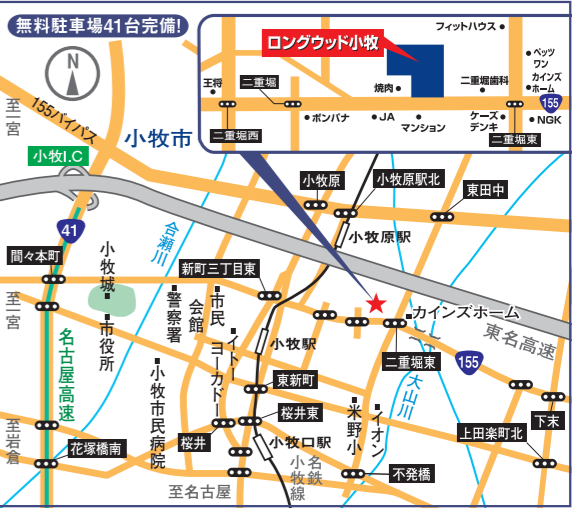 無料駐車場41台完備!
N
ロングウッド小牧
フィットハウス
ペッツ
ワン
カインズ
ホーム
王将
二重堀
焼肉
二重堀歯科
155
二重堀西
ポンパナ
JA
マンション
ケーズ
デンキ
NGK
二重堀東
至一宮
155バイパス
小牧市
小牧I.C
41
合瀬川
小牧原
小牧原駅北
東田中
小牧原駅
間々本町
小牧城
市役所
新町三丁目東
警察署
市民会館
イトーヨーカドー
小牧駅
カインズホーム
東名高速
二重堀東
155
至一宮
名古屋高速
小牧市民病院
東新町
桜井東
桜井
小牧口駅
米野小
イオン
大山川
上田楽町北
下末
至岩倉
花塚橋南
至名古屋
名鉄
小牧線
不発橋